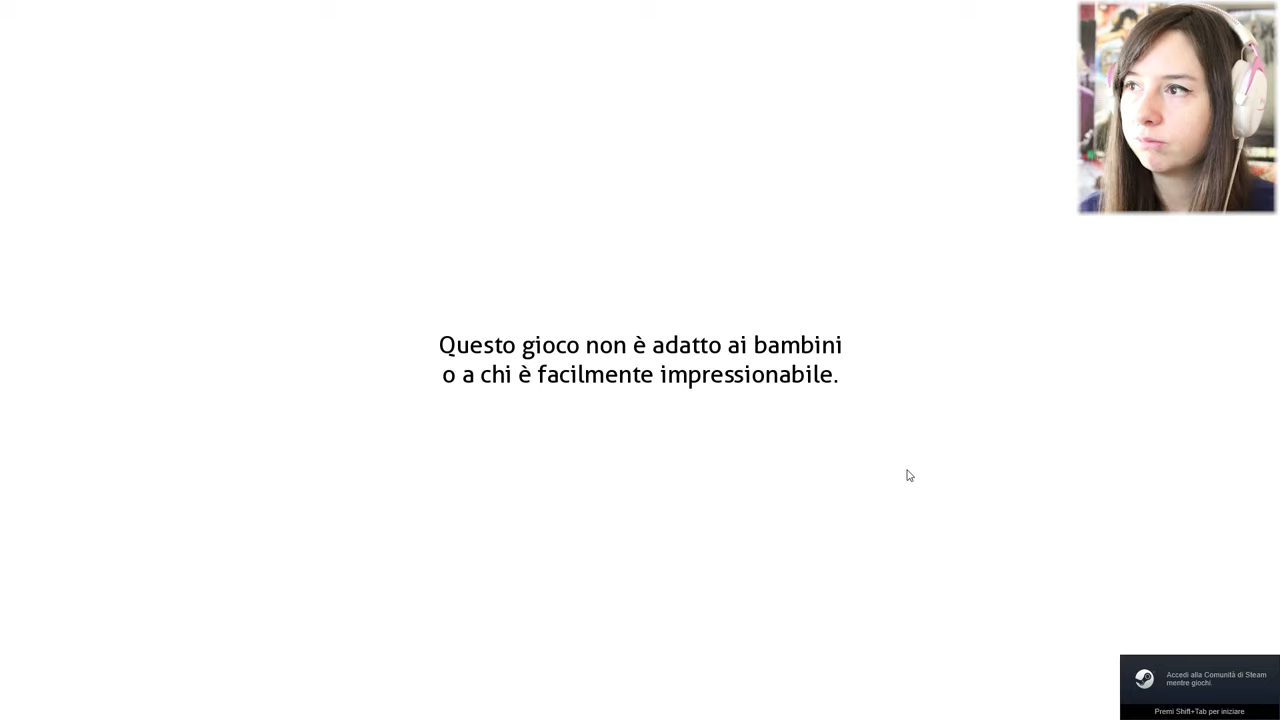 Questo gioco non è adatto ai bambini
o a chi è facilmente impressionabile.
Accedi alla Comunità di Steam
mentre giochi.
Premi Shift+Tab per iniziare